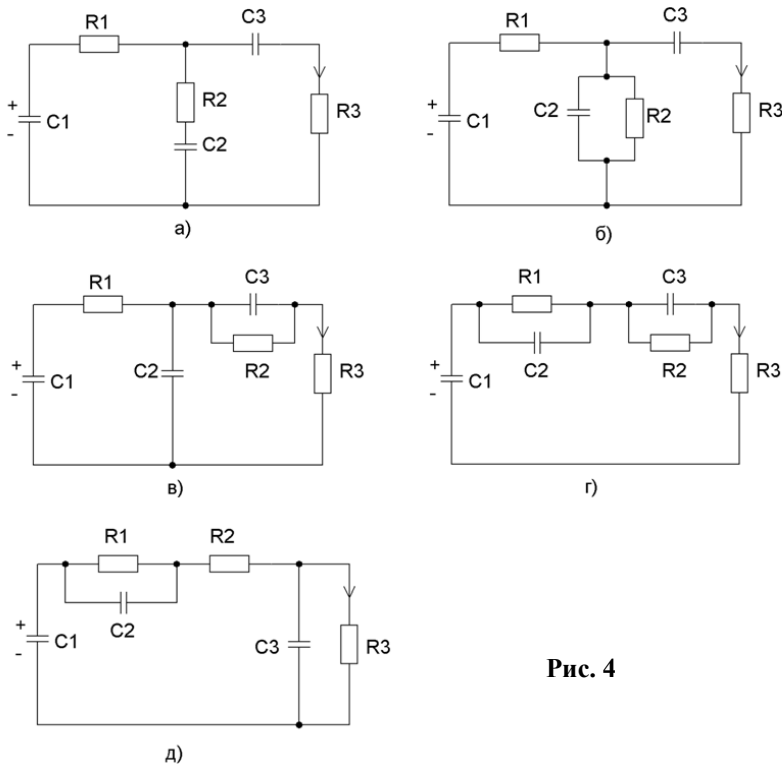 C3
R1
R2
+
C1
R3
-
C2
а)
C3
R1
+
C2
R2
R3
C1
-
б)
C3
R1
+
C1
C2
R2
R3
-
в)
R1
C3
+
C1
C2
R2
R3
-
г)
R1 R2
+
C1
C2
C3
R3
-
д)
Рис. 4